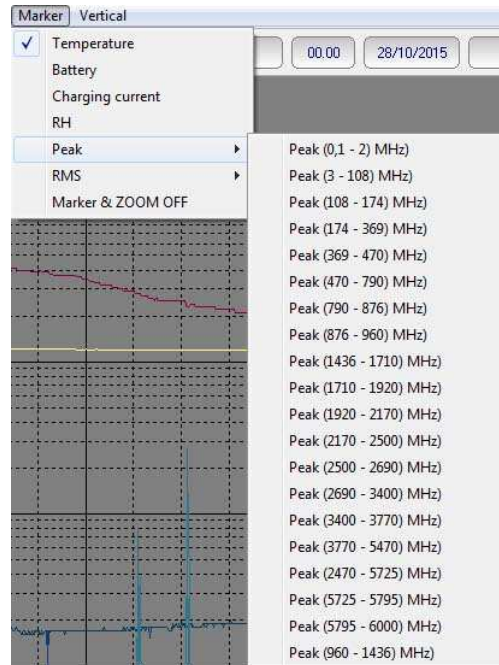 Marker Vertical
Temperature 00.00 28/10/2015
Battery
Charging current
RH
Peak
RMS
Marker & ZOOM OFF
Peak (0,1 - 2) MHz)
Peak (3 - 108) MHz)
Peak (108 - 174) MHz)
Peak (174 - 369) MHz)
Peak (369 - 470) MHz)
Peak (470 - 790) MHz)
Peak (790 - 876) MHz)
Peak (876 - 960) MHz)
Peak (1436 - 1710) MHz)
Peak (1710 - 1920) MHz)
Peak (1920 - 2170) MHz)
Peak (2170 - 2500) MHz)
Peak (2500 - 2690) MHz)
Peak (2690 - 3400) MHz)
Peak (3400 - 3770) MHz)
Peak (3770 - 5470) MHz)
Peak (2470 - 5725) MHz)
Peak (5725 - 5795) MHz)
Peak (5795 - 6000) MHz)
Peak (960 - 1436) MHz)